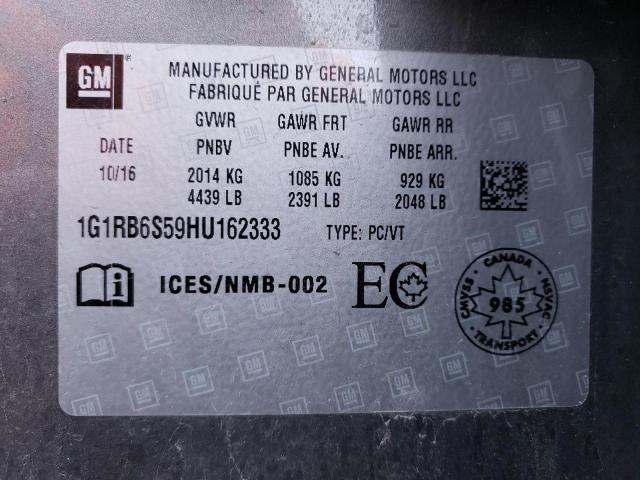 GM ®
MANUFACTURED BY GENERAL MOTORS LLC
FABRIQUÉ PAR GENERAL MOTORS LLC
GVWR GAWR FRT GAWR RR
DATE PNBV PNBE AV. PNBE ARR.
10/16 2014 KG 1085 KG 929 KG
4439 LB 2391 LB 2048 LB
1G1RB6S59HU162333 TYPE: PC/VT
i ICES/NMB-002 EC
CANADA
CMVSS NSVAC
985
TRANSPORT